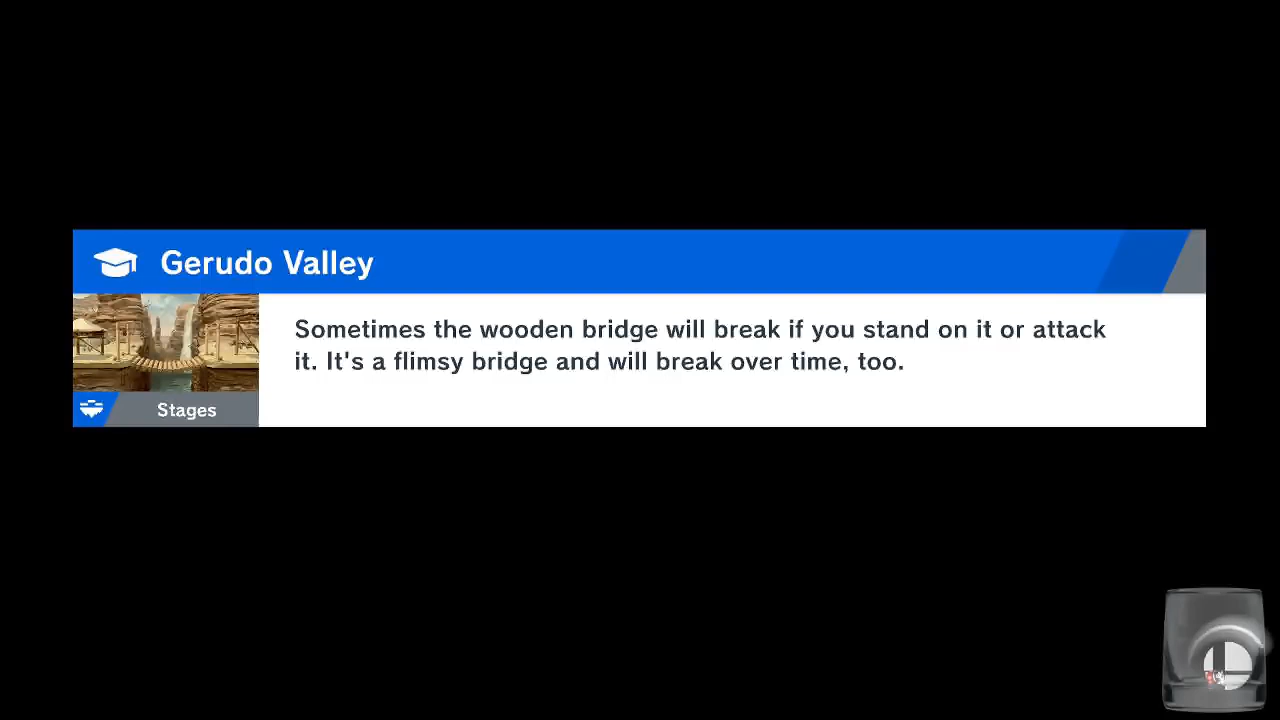 Gerudo Valley
Sometimes the wooden bridge will break if you stand on it or attack
it. It's a flimsy bridge and will break over time, too.
Stages